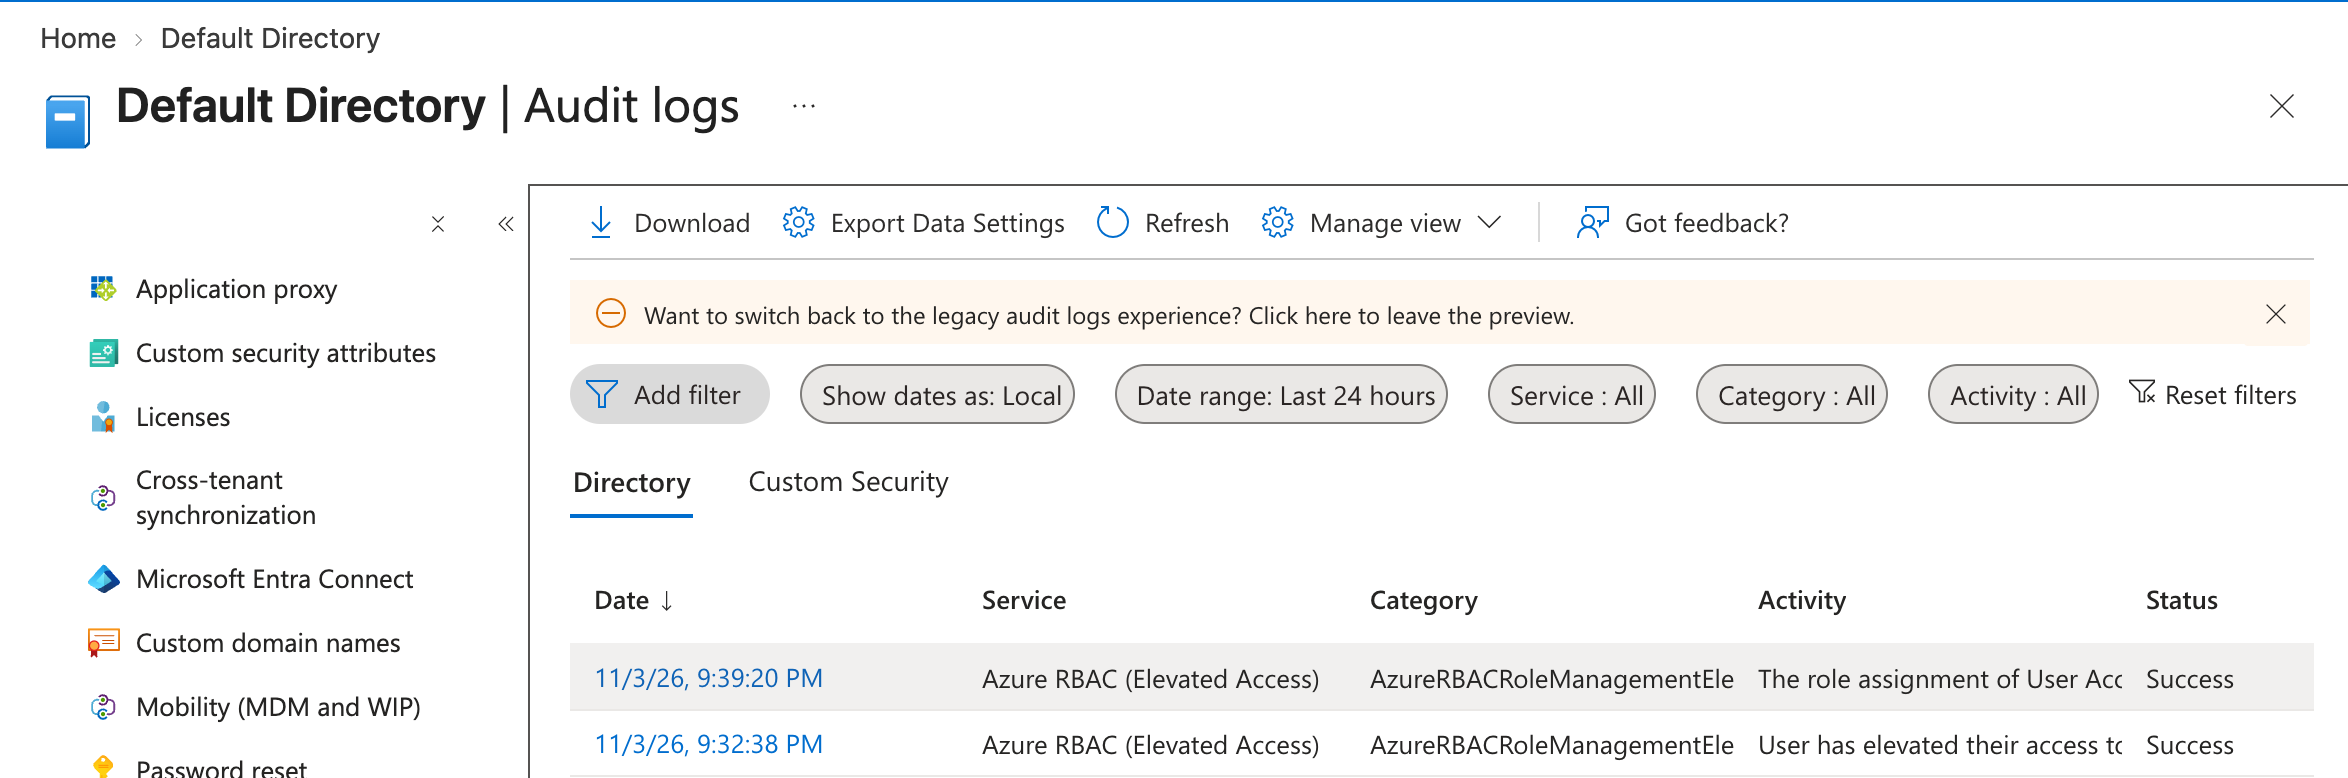 Home > Default Directory
Default Directory | Audit logs ...
Download Export Data Settings Refresh Manage view Got feedback?
Want to switch back to the legacy audit logs experience? Click here to leave the preview.
Add filter Show dates as: Local Date range: Last 24 hours Service : All Category : All Activity : All Reset filters
Directory Custom Security
Application proxy
Custom security attributes
Licenses
Cross-tenant
synchronization
Microsoft Entra Connect
Custom domain names
Mobility (MDM and WIP)
Password reset
Date ↓ Service Category Activity Status
11/3/26, 9:39:20 PM Azure RBAC (Elevated Access) AzureRBACRoleManagementEle The role assignment of User Acc Success
11/3/26, 9:32:38 PM Azure RBAC (Elevated Access) AzureRBACRoleManagementEle User has elevated their access to Success